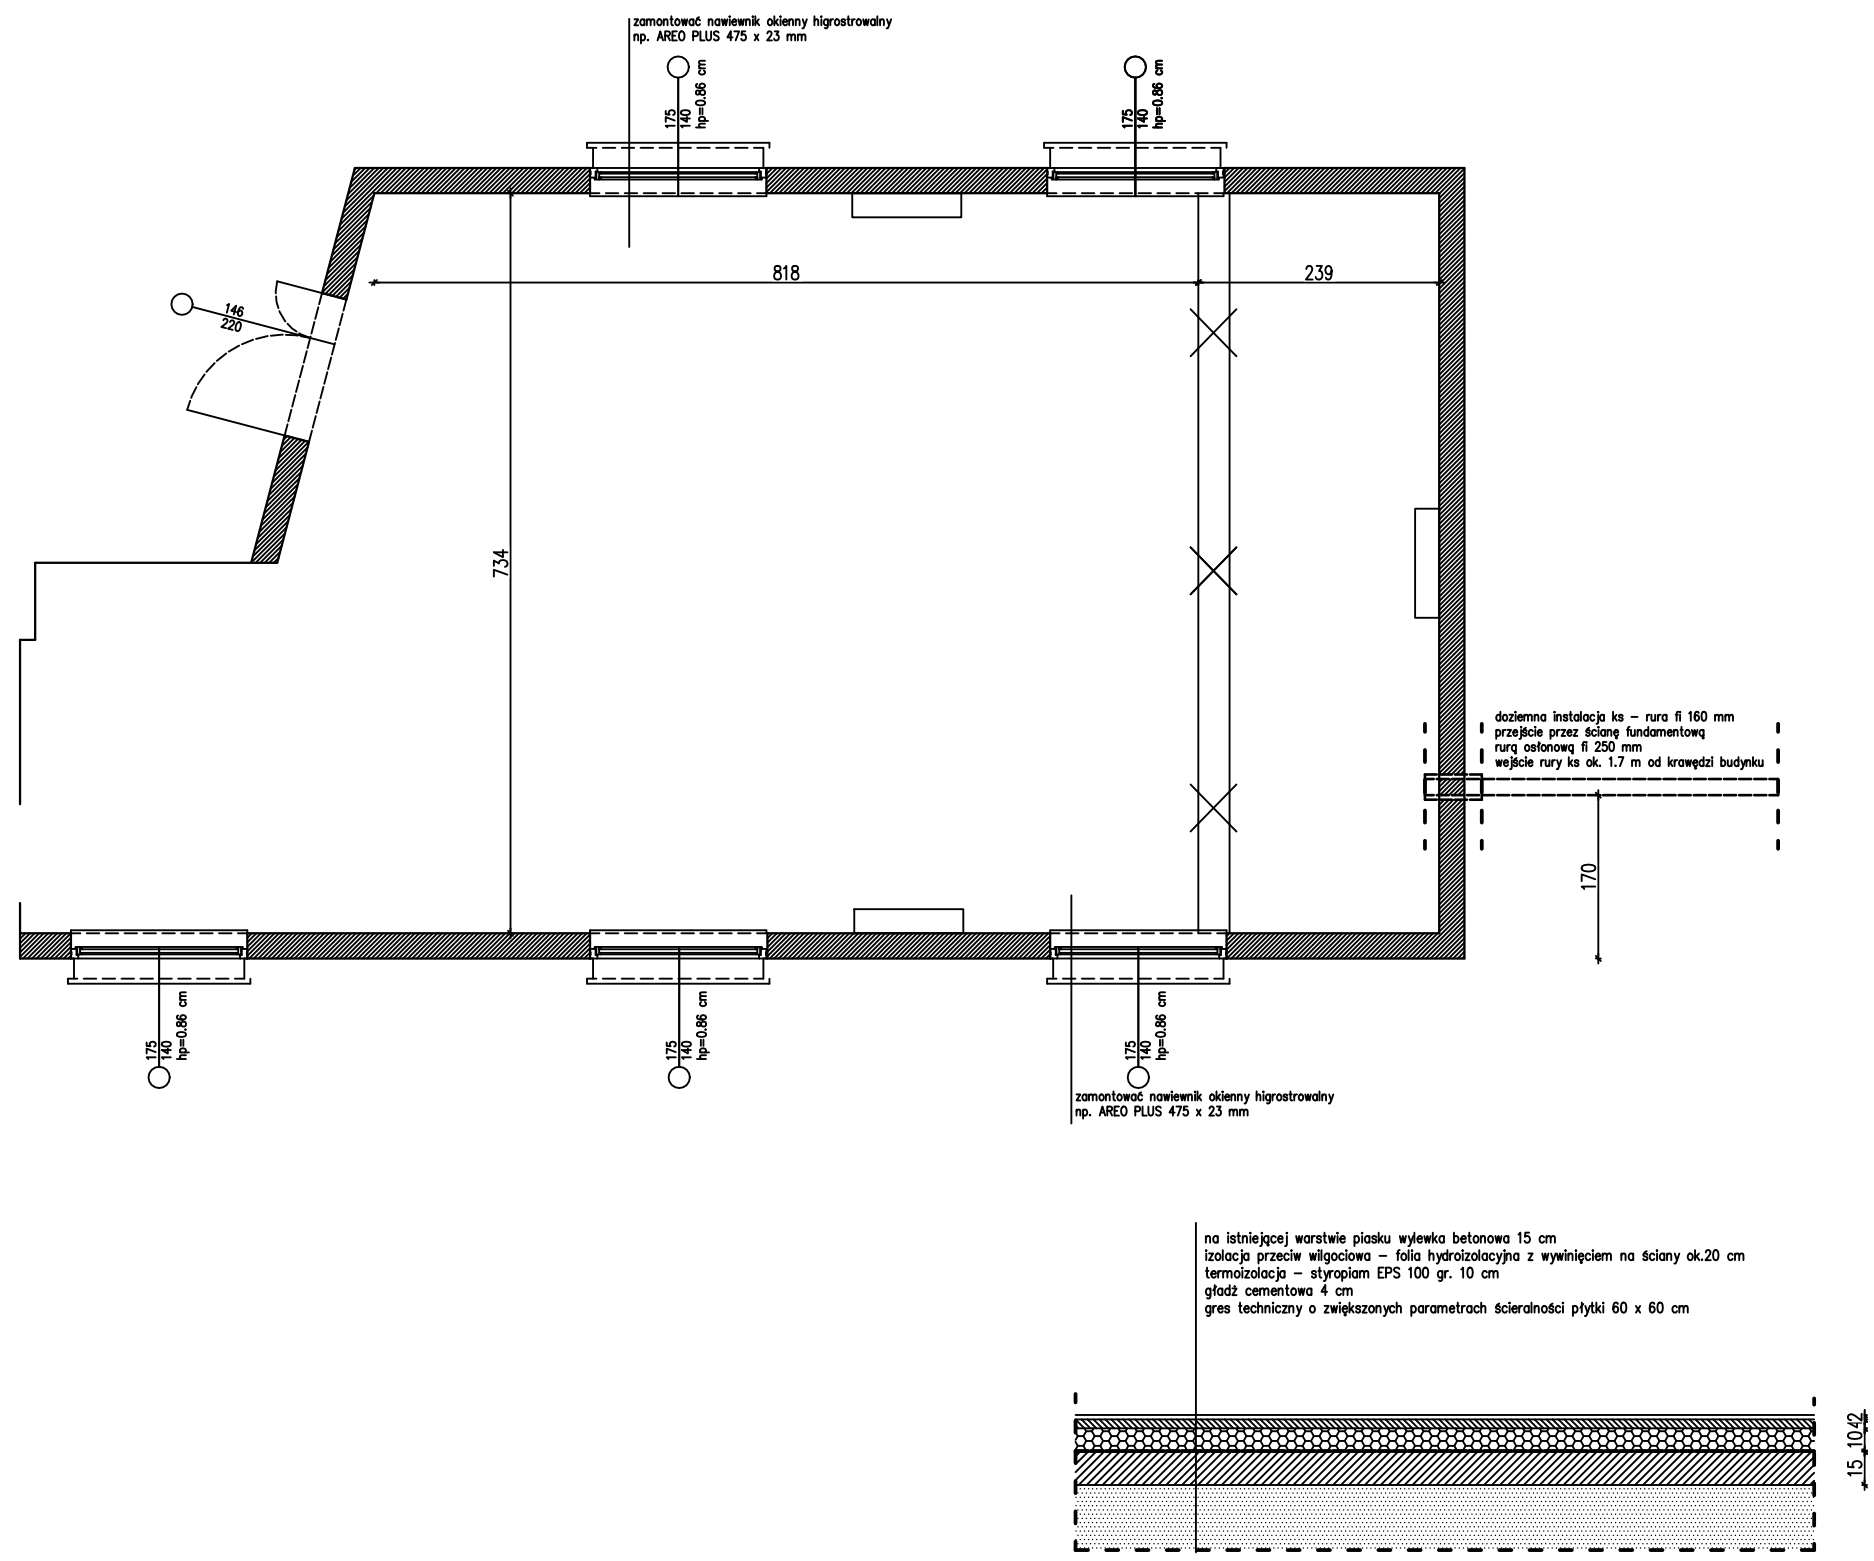 zamontować nawiewnik okienny higrostrowalny
np. AREO PLUS 475 x 23 mm
175
140
hp=0.86 cm
175
140
hp=0.86 cm
818
239
146
220
734
doziemna instalacja ks – rura fi 160 mm
przejście przez ścianę fundamentową
rurą osłonową fi 250 mm
wejście rury ks ok. 1.7 m od krawędzi budynku
170
175
140
hp=0.86 cm
175
140
hp=0.86 cm
175
140
hp=0.86 cm
zamontować nawiewnik okienny higrostrowalny
np. AREO PLUS 475 x 23 mm
na istniejącej warstwie piasku wylewka betonowa 15 cm
izolacja przeciw wilgociowa – folia hydroizolacyjna z wywinięciem na ściany ok.20 cm
termoizolacja – styropiam EPS 100 gr. 10 cm
gładź cementowa 4 cm
gres techniczny o zwiększonych parametrach ścieralności płytki 60 x 60 cm
15 10 4 2